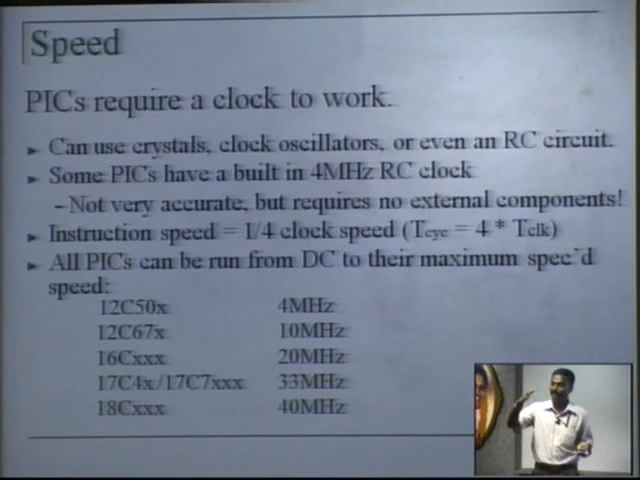 Speed
PICs require a clock to work.
► Can use crystals, clock oscillators, or even an RC circuit.
► Some PICs have a built in 4MHz RC clock
–Not very accurate, but requires no external components!
► Instruction speed = 1/4 clock speed (Tcyc = 4 * Tclk)
► All PICs can be run from DC to their maximum spec'd
speed:
12C50x 4MHz
12C67x 10MHz
16Cxxx 20MHz
17C4x/17C7xxx 33MHz
18Cxxx 40MHz